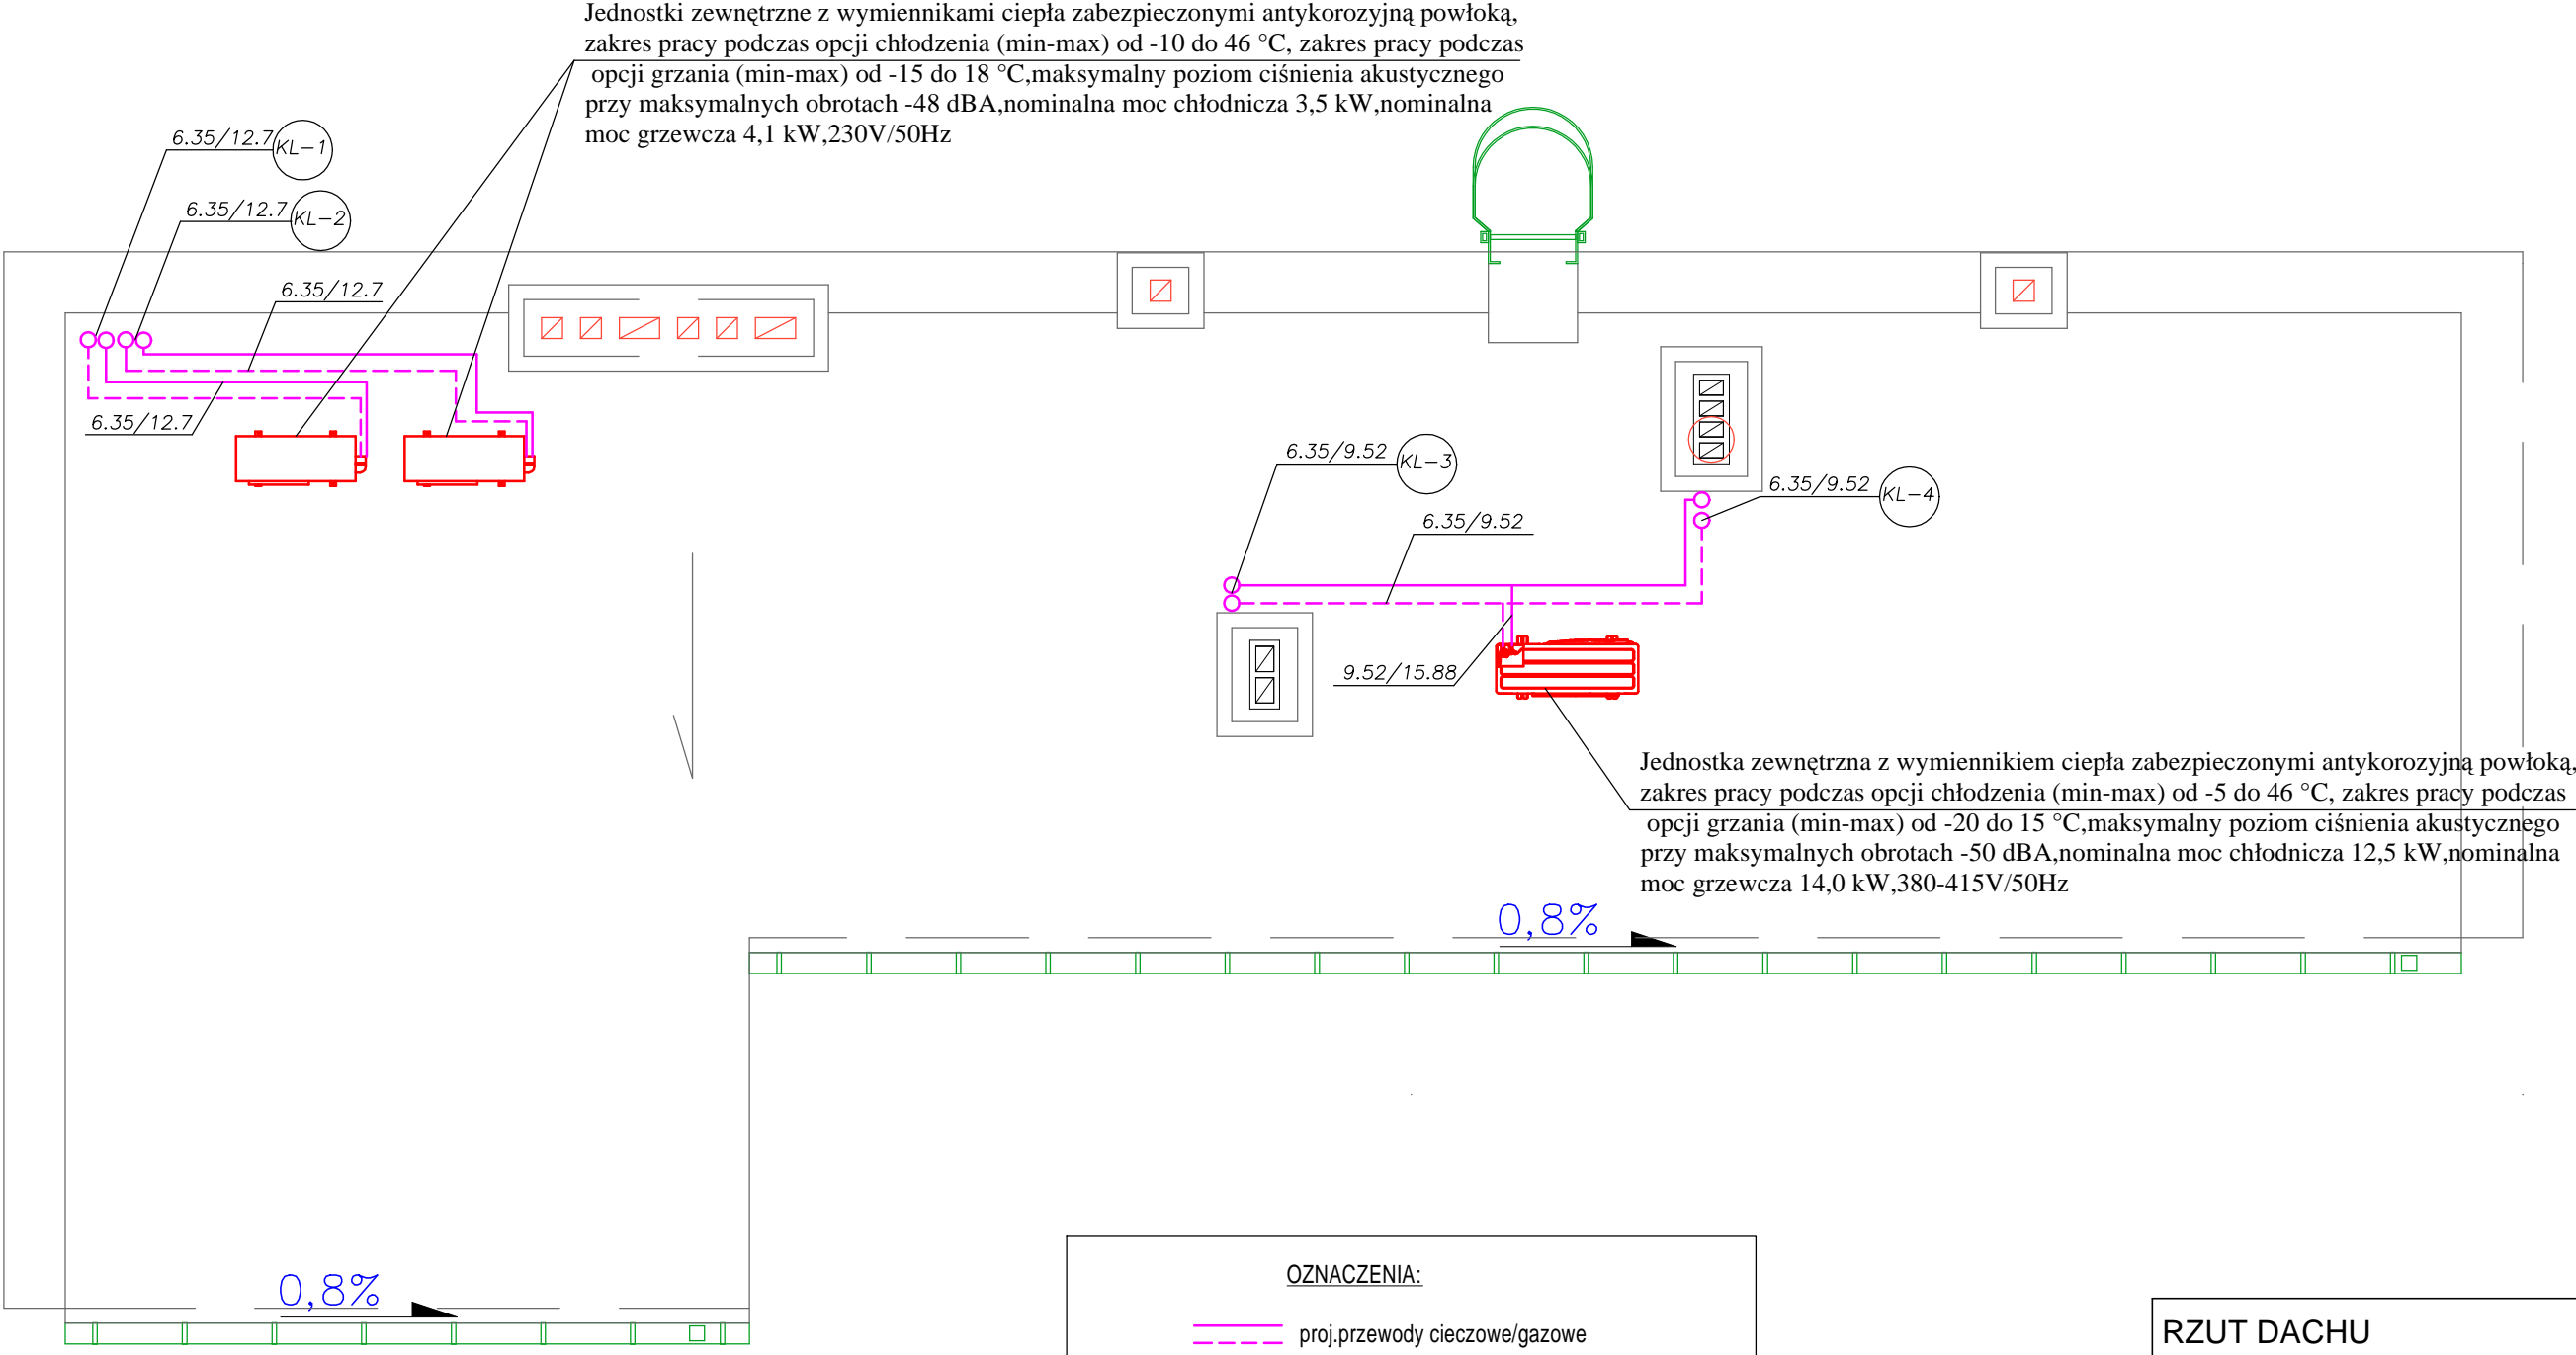 Jednostki zewnętrzne z wymiennikami ciepła zabezpieczonymi antykorozyjną powłoką,
zakres pracy podczas opcji chłodzenia (min-max) od -10 do 46 °C, zakres pracy podczas
opcji grzania (min-max) od -15 do 18 °C,maksymalny poziom ciśnienia akustycznego
przy maksymalnych obrotach -48 dBA,nominalna moc chłodnicza 3,5 kW,nominalna
moc grzewcza 4,1 kW,230V/50Hz
6.35/12.7 KL-1
6.35/12.7 KL-2
6.35/12.7
6.35/12.7
6.35/9.52 KL-3
6.35/9.52 KL-4
6.35/9.52
9.52/15.88
Jednostka zewnętrzna z wymiennikiem ciepła zabezpieczonymi antykorozyjną powłoką,
zakres pracy podczas opcji chłodzenia (min-max) od -5 do 46 °C, zakres pracy podczas
opcji grzania (min-max) od -20 do 15 °C,maksymalny poziom ciśnienia akustycznego
przy maksymalnych obrotach -50 dBA,nominalna moc chłodnicza 12,5 kW,nominalna
moc grzewcza 14,0 kW,380-415V/50Hz
0,8%
0,8%
OZNACZENIA:
proj.przewody cieczowe/gazowe
RZUT DACHU